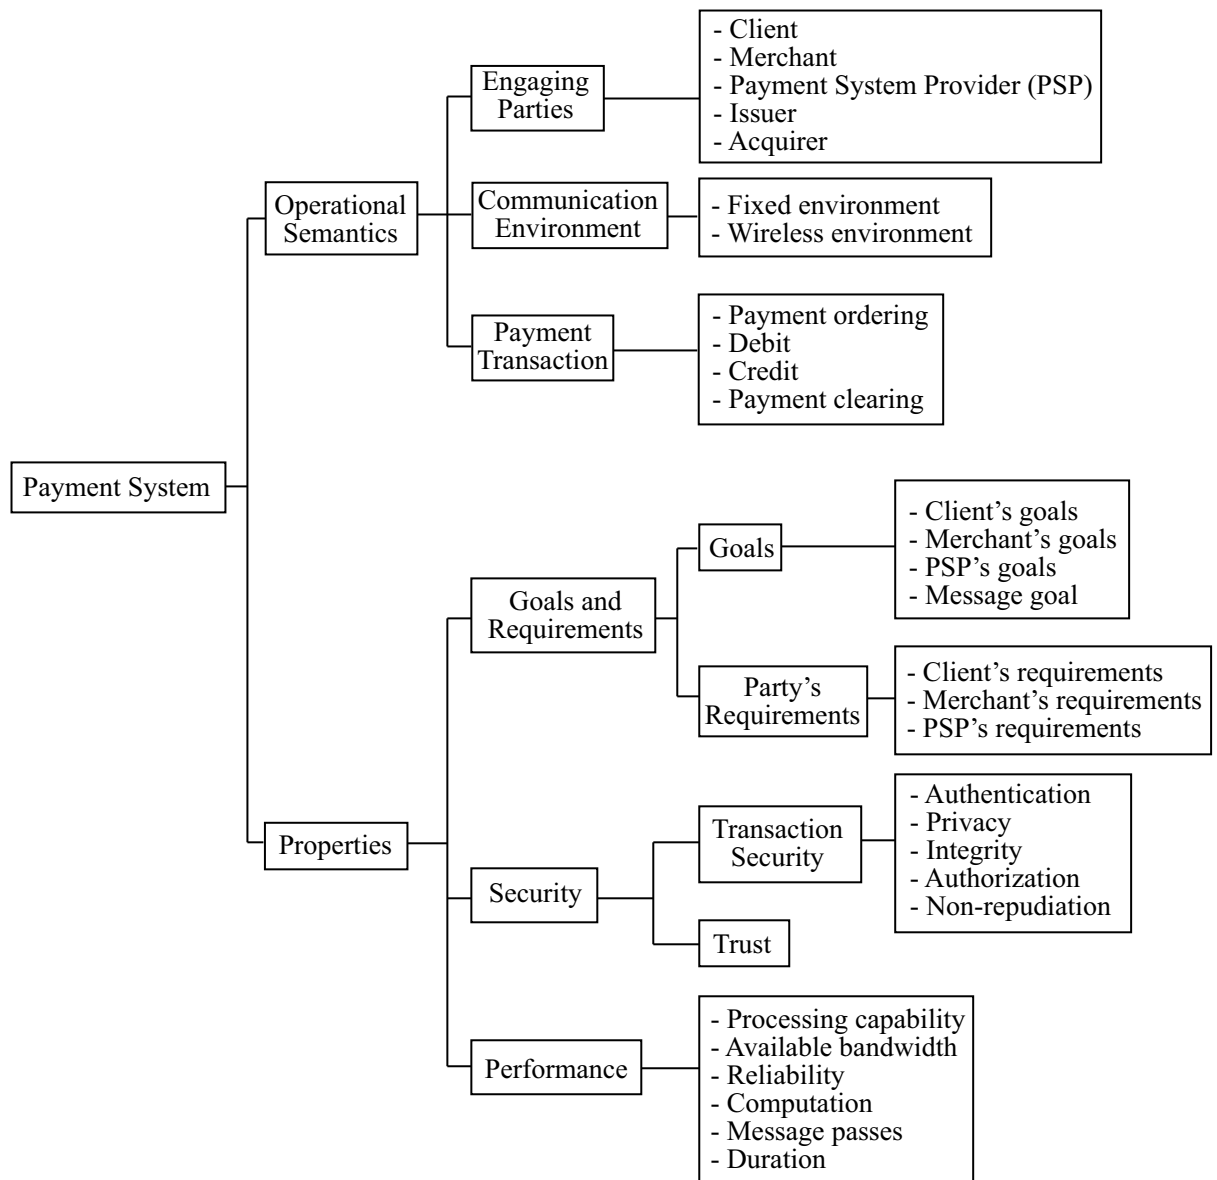 - Client
- Merchant
- Payment System Provider (PSP)
- Issuer
- Acquirer
Engaging
Parties
Operational
Semantics
Communication
Environment
- Fixed environment
- Wireless environment
Payment
Transaction
- Payment ordering
- Debit
- Credit
- Payment clearing
Payment System
Goals
- Client’s goals
- Merchant’s goals
- PSP’s goals
- Message goal
Goals and
Requirements
Party’s
Requirements
- Client’s requirements
- Merchant’s requirements
- PSP’s requirements
Properties
Transaction
Security
- Authentication
- Privacy
- Integrity
- Authorization
- Non-repudiation
Security
Trust
Performance
- Processing capability
- Available bandwidth
- Reliability
- Computation
- Message passes
- Duration